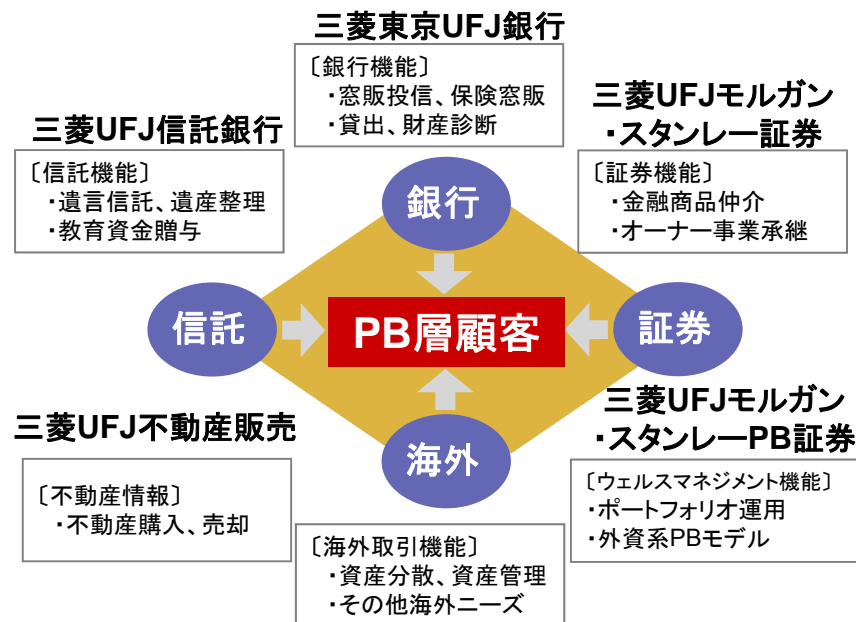 三菱東京UFJ銀行
〔銀行機能〕
・窓販投信、保険窓販
・貸出、財産診断
三菱UFJ信託銀行
〔信託機能〕
・遺言信託、遺産整理
・教育資金贈与
三菱UFJモルガン
・スタンレー証券
〔証券機能〕
・金融商品仲介
・オーナー事業承継
銀行
信託
PB層顧客
証券
海外
三菱UFJ不動産販売
〔不動産情報〕
・不動産購入、売却
三菱UFJモルガン
・スタンレーPB証券
〔ウェルスマネジメント機能〕
・ポートフォリオ運用
・外資系PBモデル
〔海外取引機能〕
・資産分散、資産管理
・その他海外ニーズ